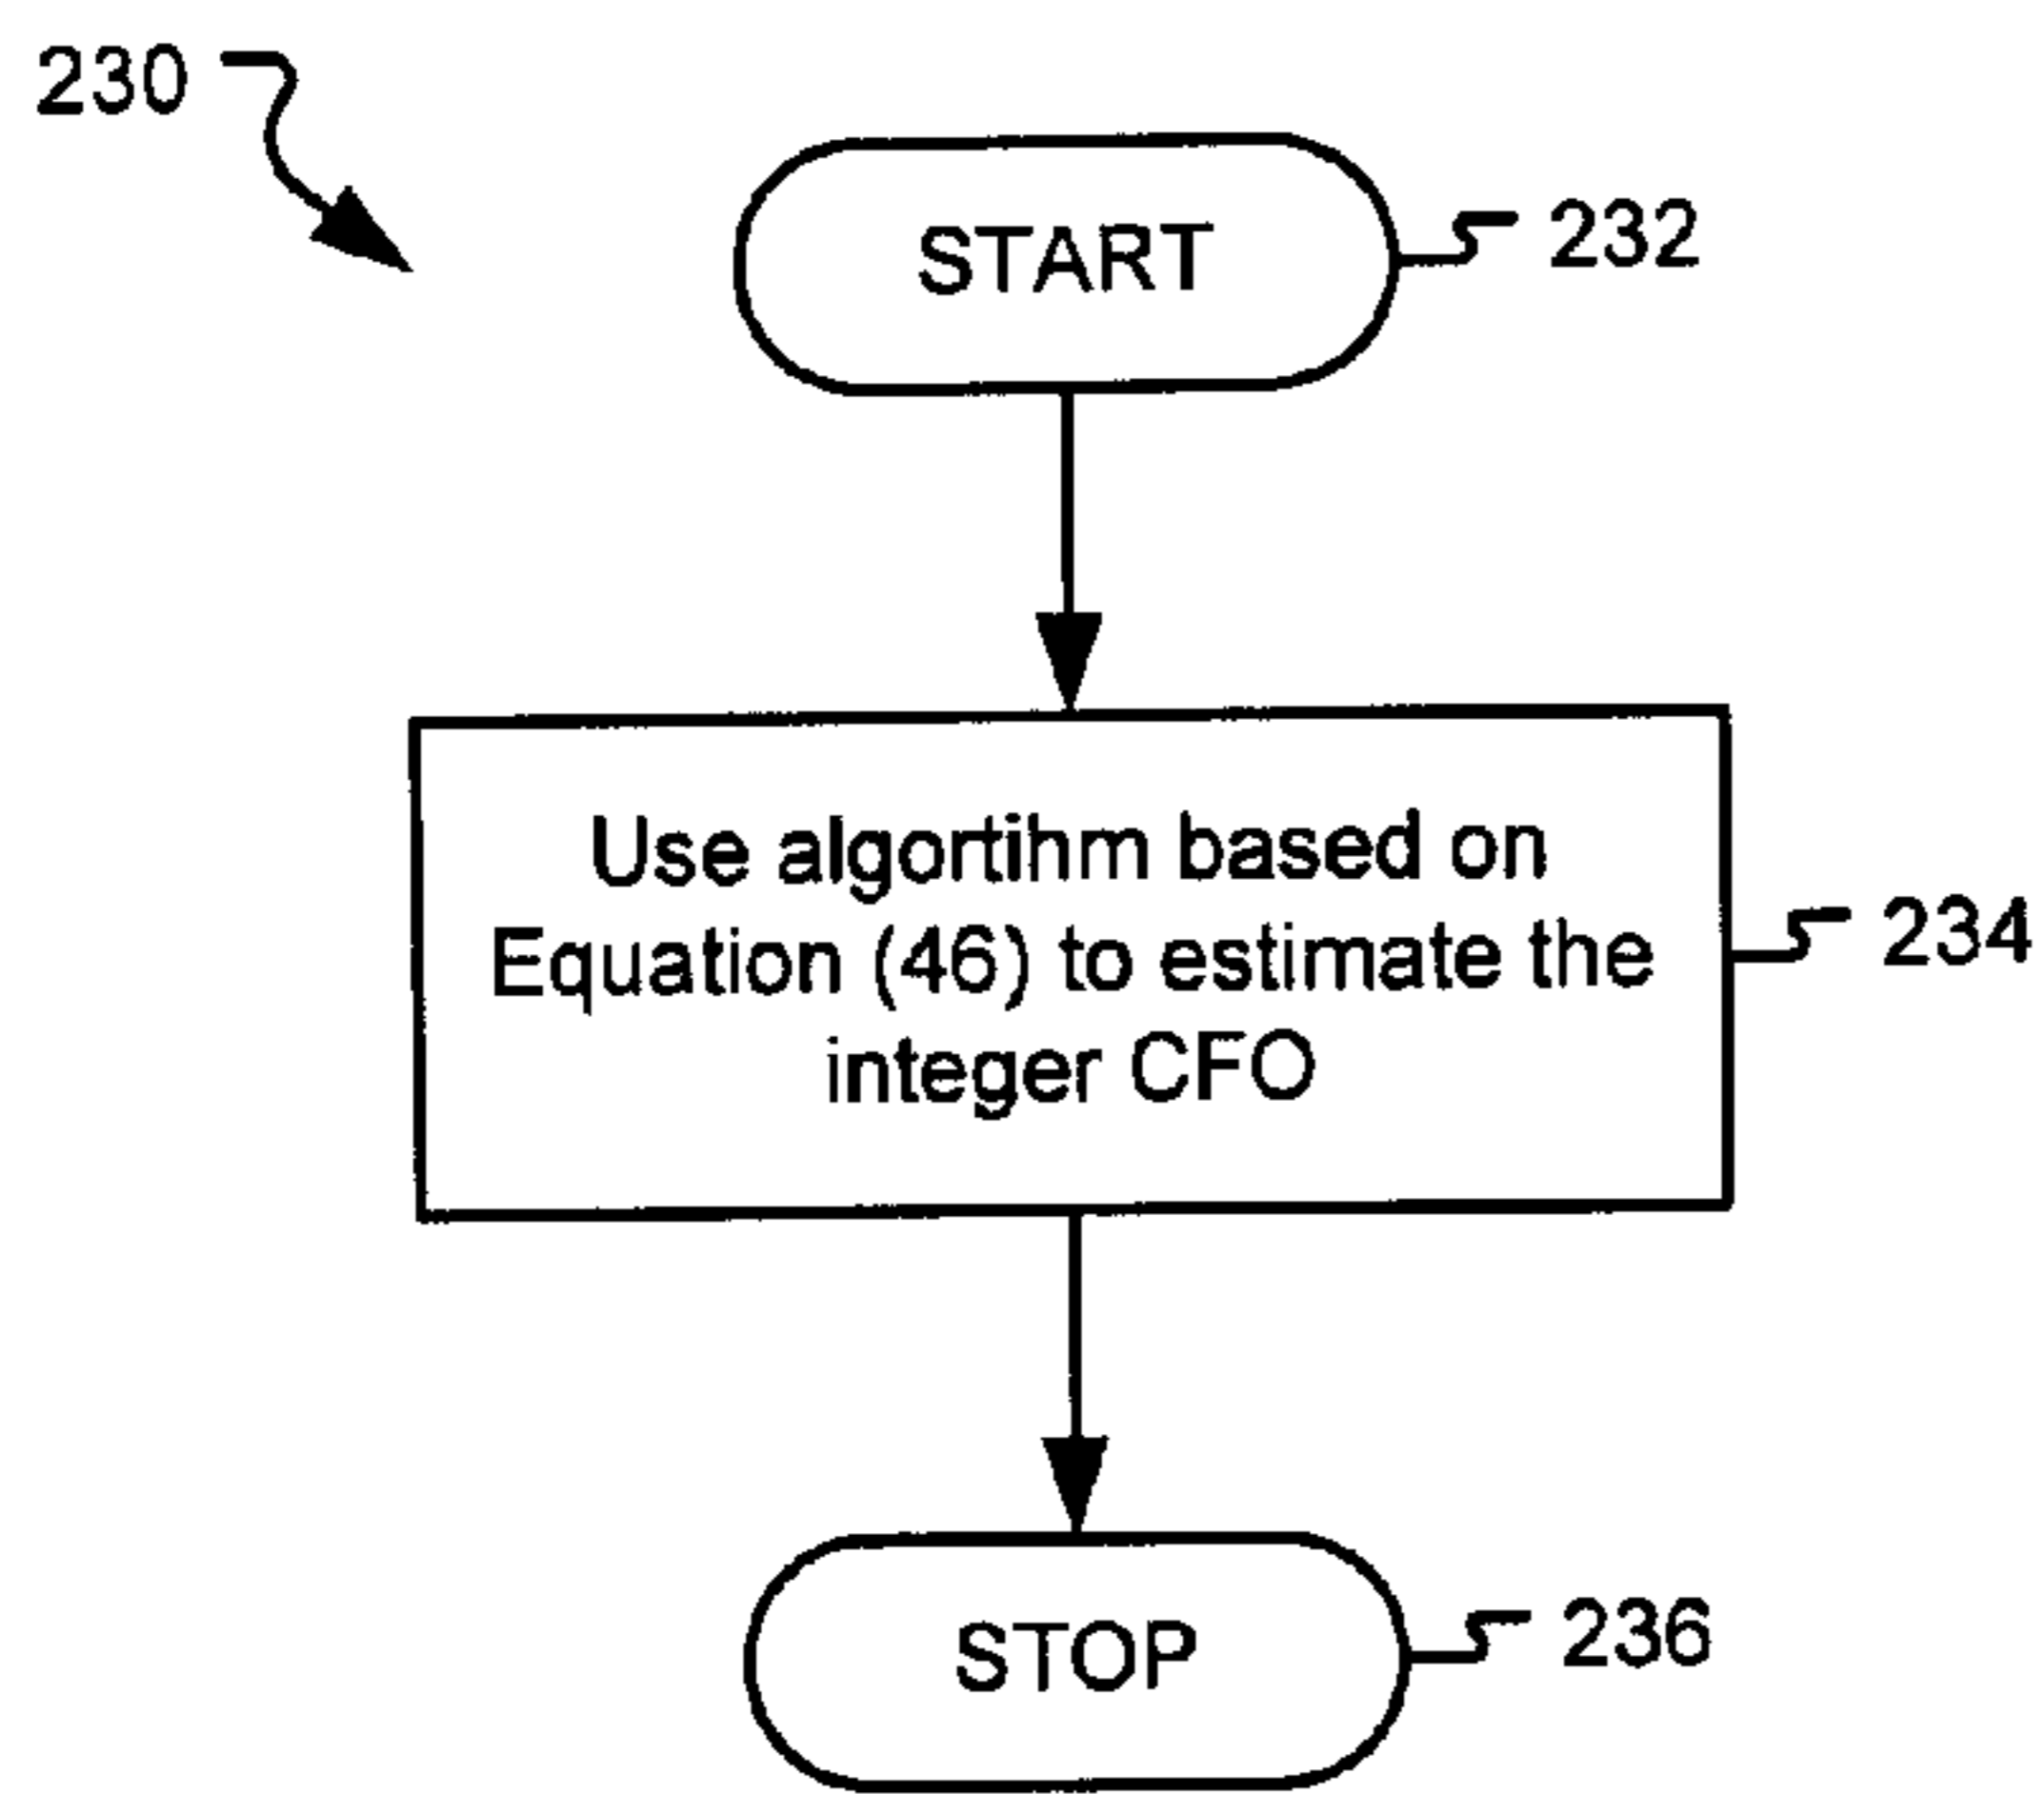 230
START
232
Use algortihm based on
Equation (46) to estimate the
integer CFO
234
STOP
236